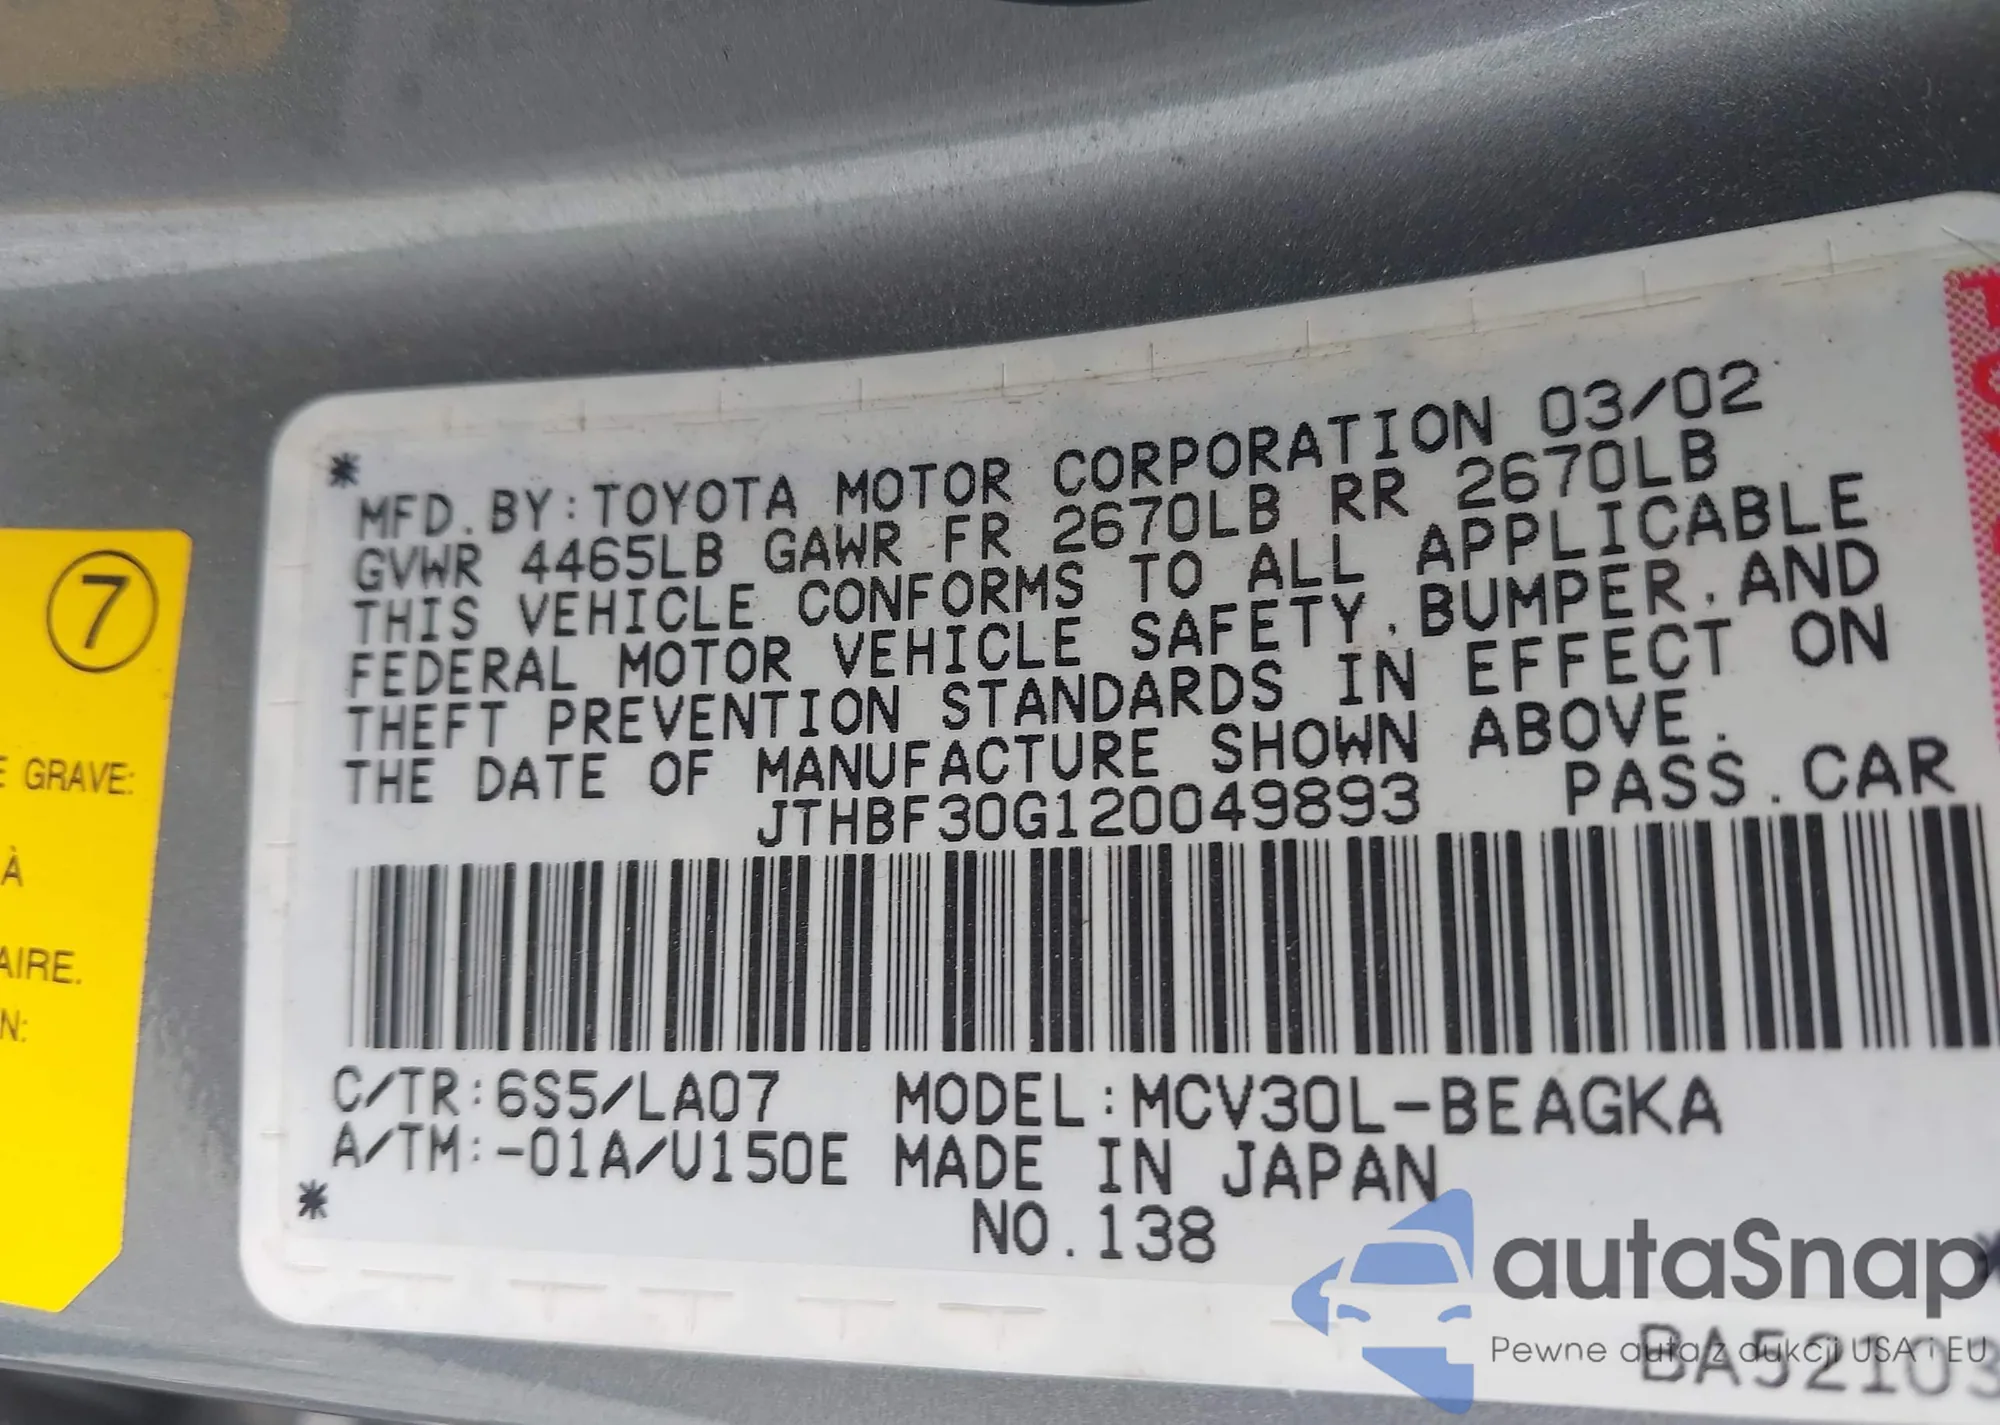 *
MFD.BY:TOYOTA MOTOR CORPORATION 03/02
GVWR 4465LB GAWR FR 2670LB RR 2670LB
THIS VEHICLE CONFORMS TO ALL APPLICABLE
FEDERAL MOTOR VEHICLE SAFETY,BUMPER,AND
THEFT PREVENTION STANDARDS IN EFFECT ON
THE DATE OF MANUFACTURE SHOWN ABOVE.
JTHBF30G120049893 PASS.CAR
C/TR:6S5/LA07 MODEL:MCV30L-BEAGKA
A/TM:-01A/U150E MADE IN JAPAN
*
NO.138
BA52103
7
E GRAVE:
À
AIRE.
N:
autaSnap
Pewne auta z aukcji USA i EU